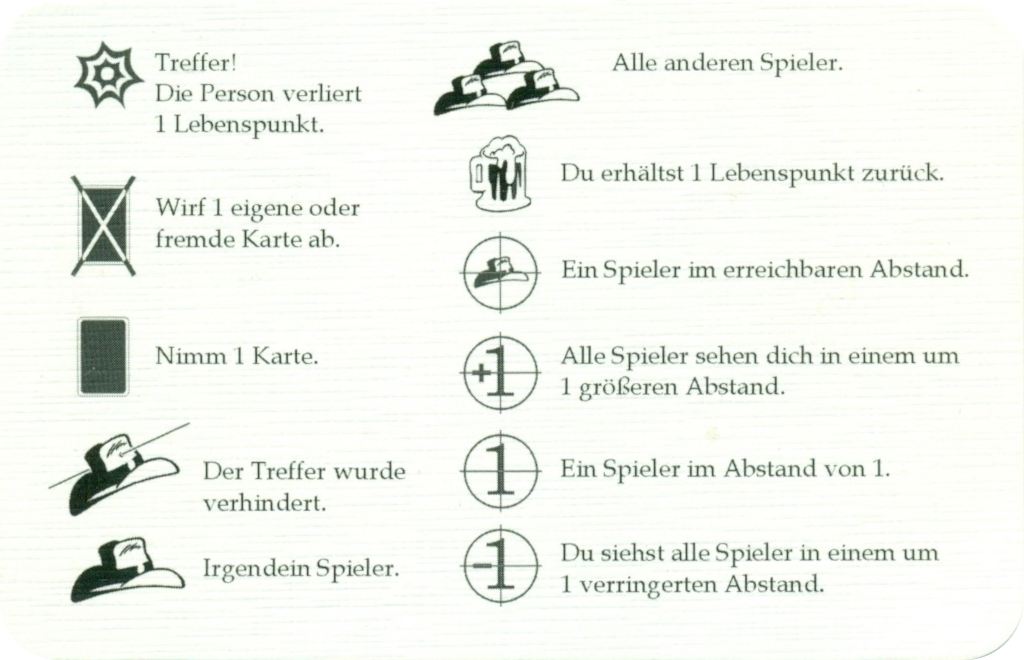 Treffer!
Die Person verliert
1 Lebenspunkt.
Wirf 1 eigene oder
fremde Karte ab.
Nimm 1 Karte.
Der Treffer wurde
verhindert.
Irgendein Spieler.
Alle anderen Spieler.
Du erhältst 1 Lebenspunkt zurück.
Ein Spieler im erreichbaren Abstand.
+1
Alle Spieler sehen dich in einem um
1 größeren Abstand.
1
Ein Spieler im Abstand von 1.
-1
Du siehst alle Spieler in einem um
1 verringerten Abstand.